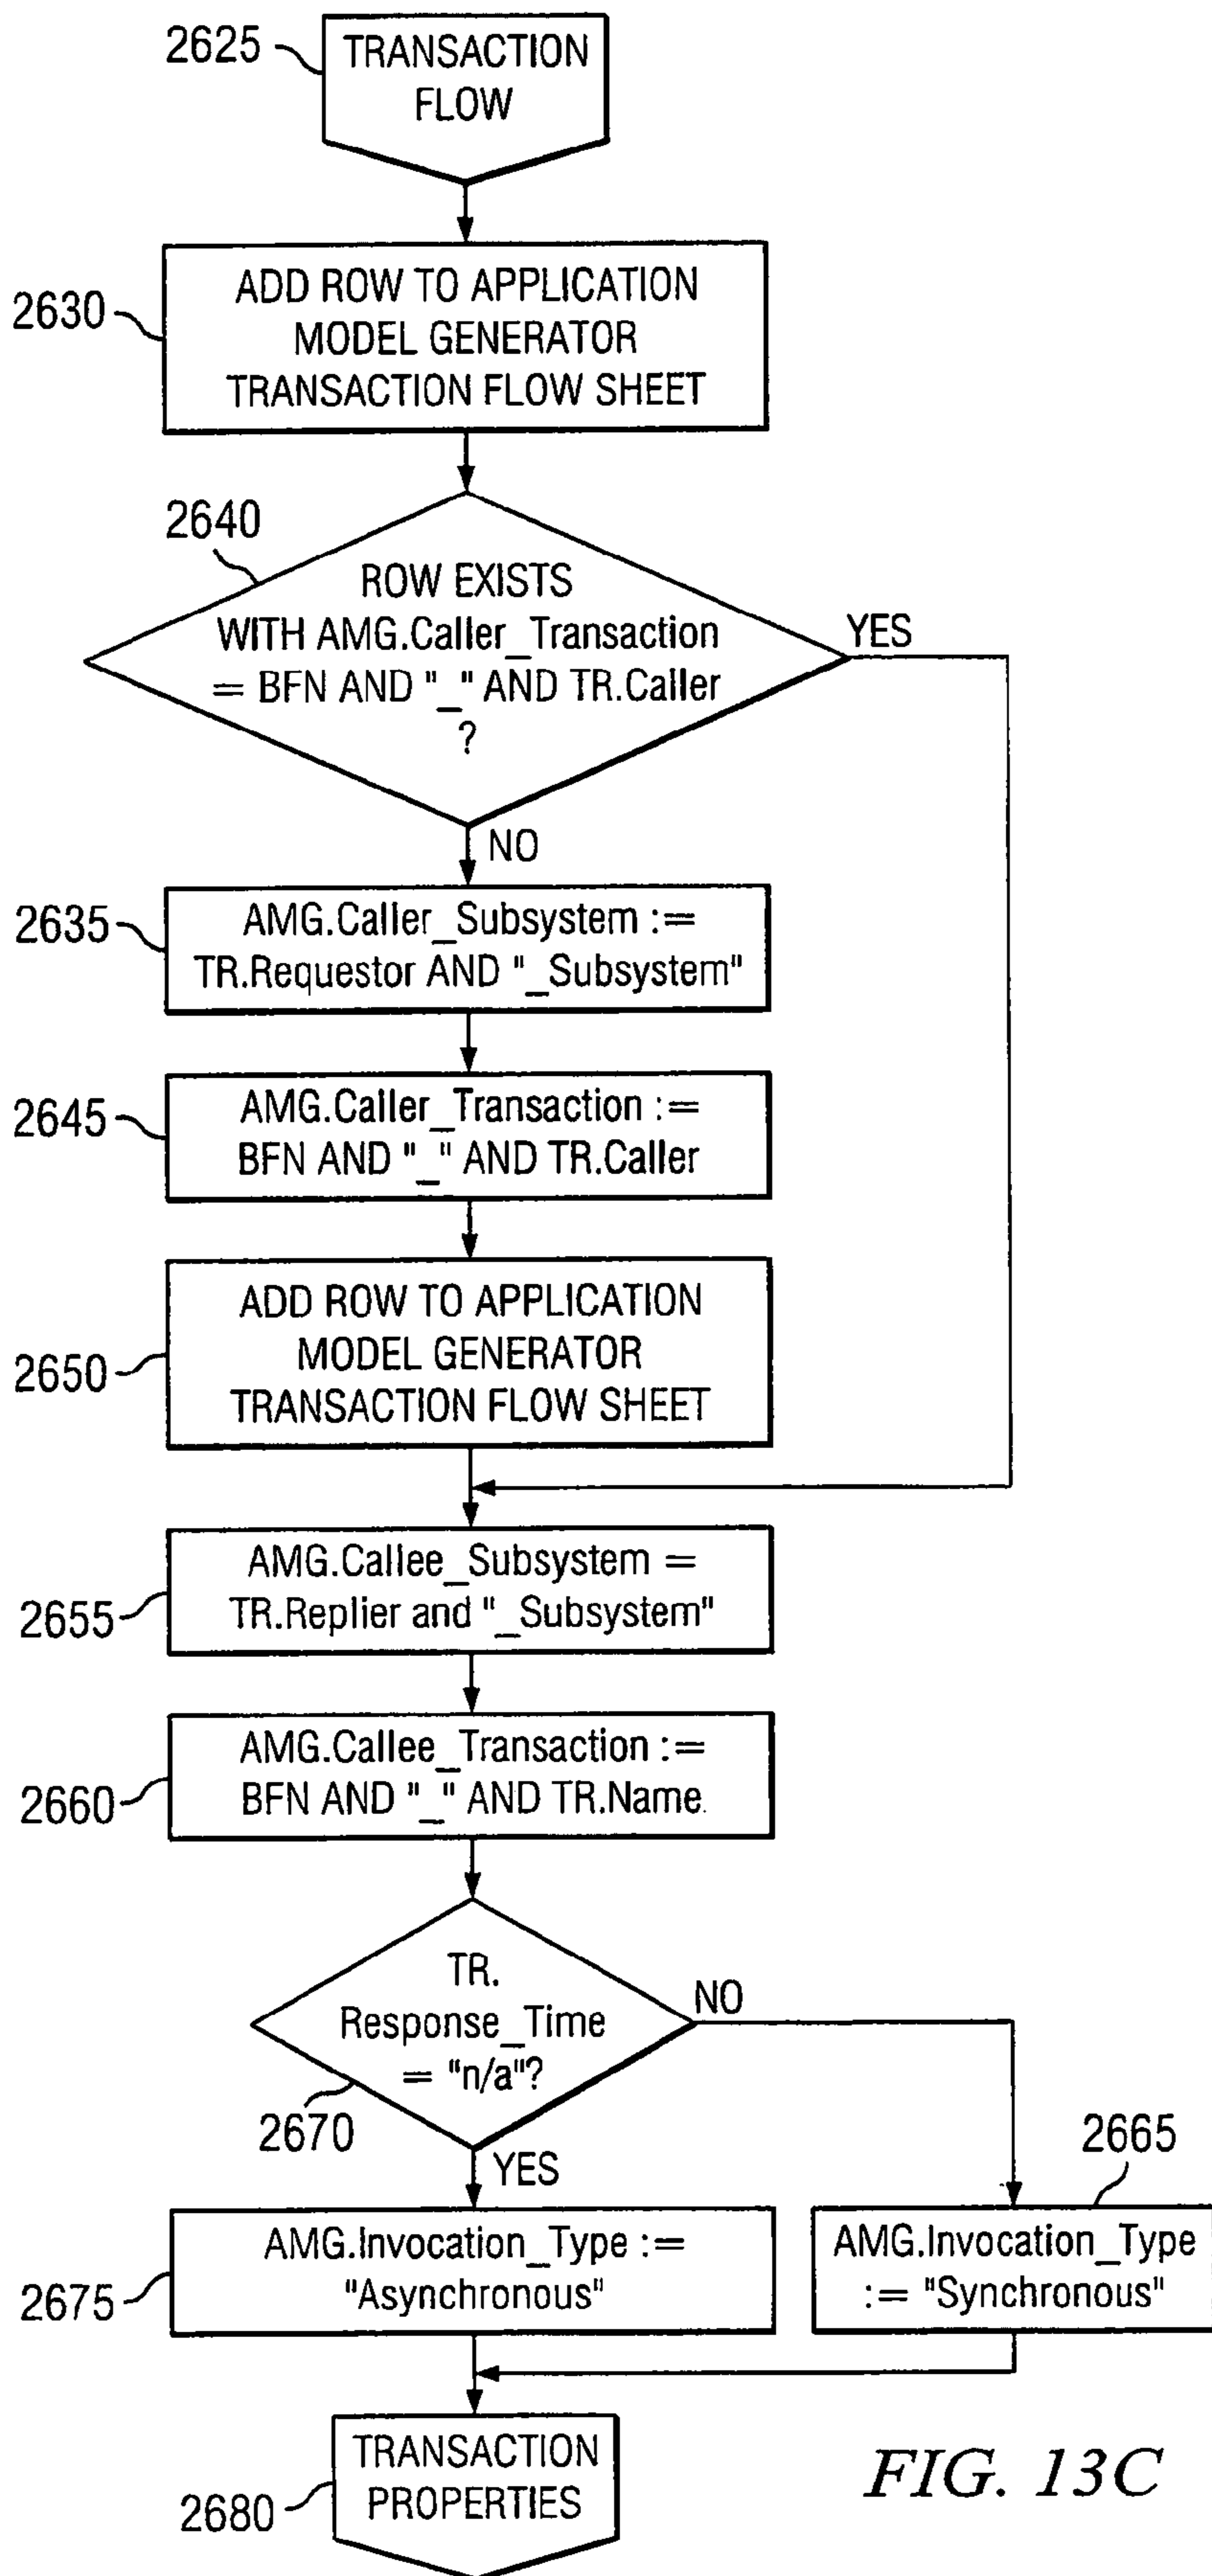 2625
TRANSACTION
FLOW
2630
ADD ROW TO APPLICATION
MODEL GENERATOR
TRANSACTION FLOW SHEET
2640
ROW EXISTS
WITH AMG.Caller_Transaction
= BFN AND "_" AND TR.Caller
?
YES
NO
2635
AMG.Caller_Subsystem :=
TR.Requestor AND "_Subsystem"
2645
AMG.Caller_Transaction :=
BFN AND "_" AND TR.Caller
2650
ADD ROW TO APPLICATION
MODEL GENERATOR
TRANSACTION FLOW SHEET
2655
AMG.Callee_Subsystem =
TR.Replier and "_Subsystem"
2660
AMG.Callee_Transaction :=
BFN AND "_" AND TR.Name
TR.
Response_Time
= "n/a"?
NO
2670
YES
2665
2675
AMG.Invocation_Type :=
"Asynchronous"
AMG.Invocation_Type
:= "Synchronous"
2680
TRANSACTION
PROPERTIES
FIG. 13C